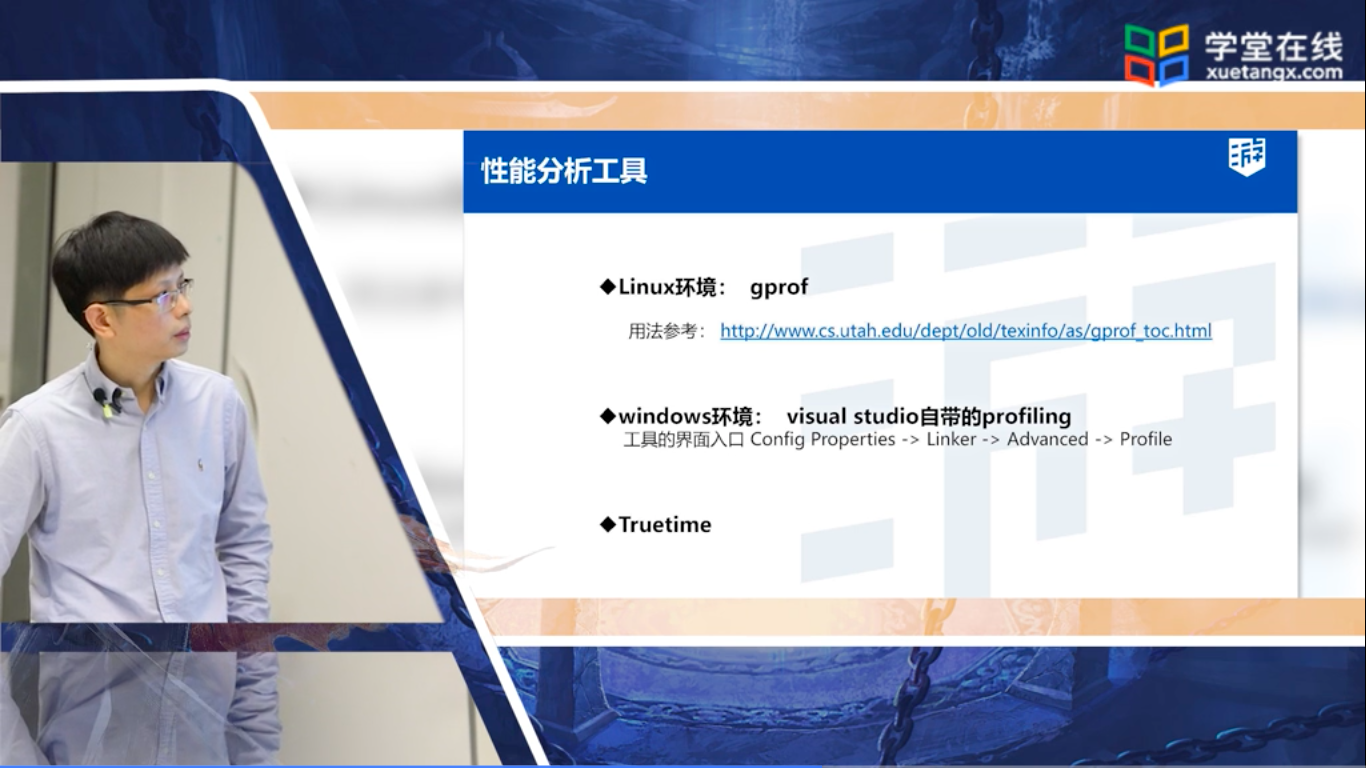 学堂在线
xuetangx.com
性能分析工具
◆Linux环境： gprof
用法参考： http://www.cs.utah.edu/dept/old/texinfo/as/gprof_toc.html
◆windows环境： visual studio自带的profiling
工具的界面入口 Config Properties -> Linker -> Advanced -> Profile
◆Truetime